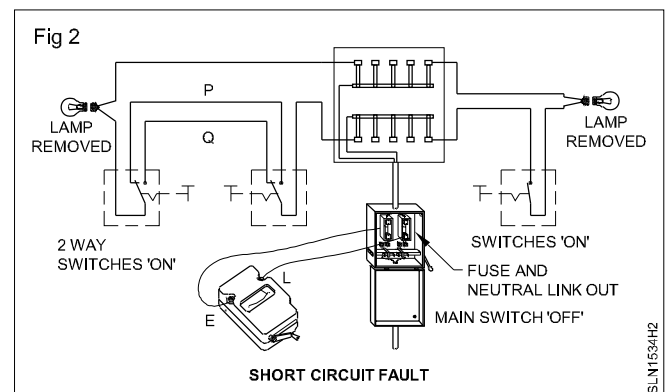 Fig 2
P
Q
LAMP
REMOVED
LAMP
REMOVED
2 WAY
SWITCHES 'ON'
SWITCHES 'ON'
L
E
FUSE AND
NEUTRAL LINK OUT
MAIN SWITCH 'OFF'
SHORT CIRCUIT FAULT
SLN1534H2